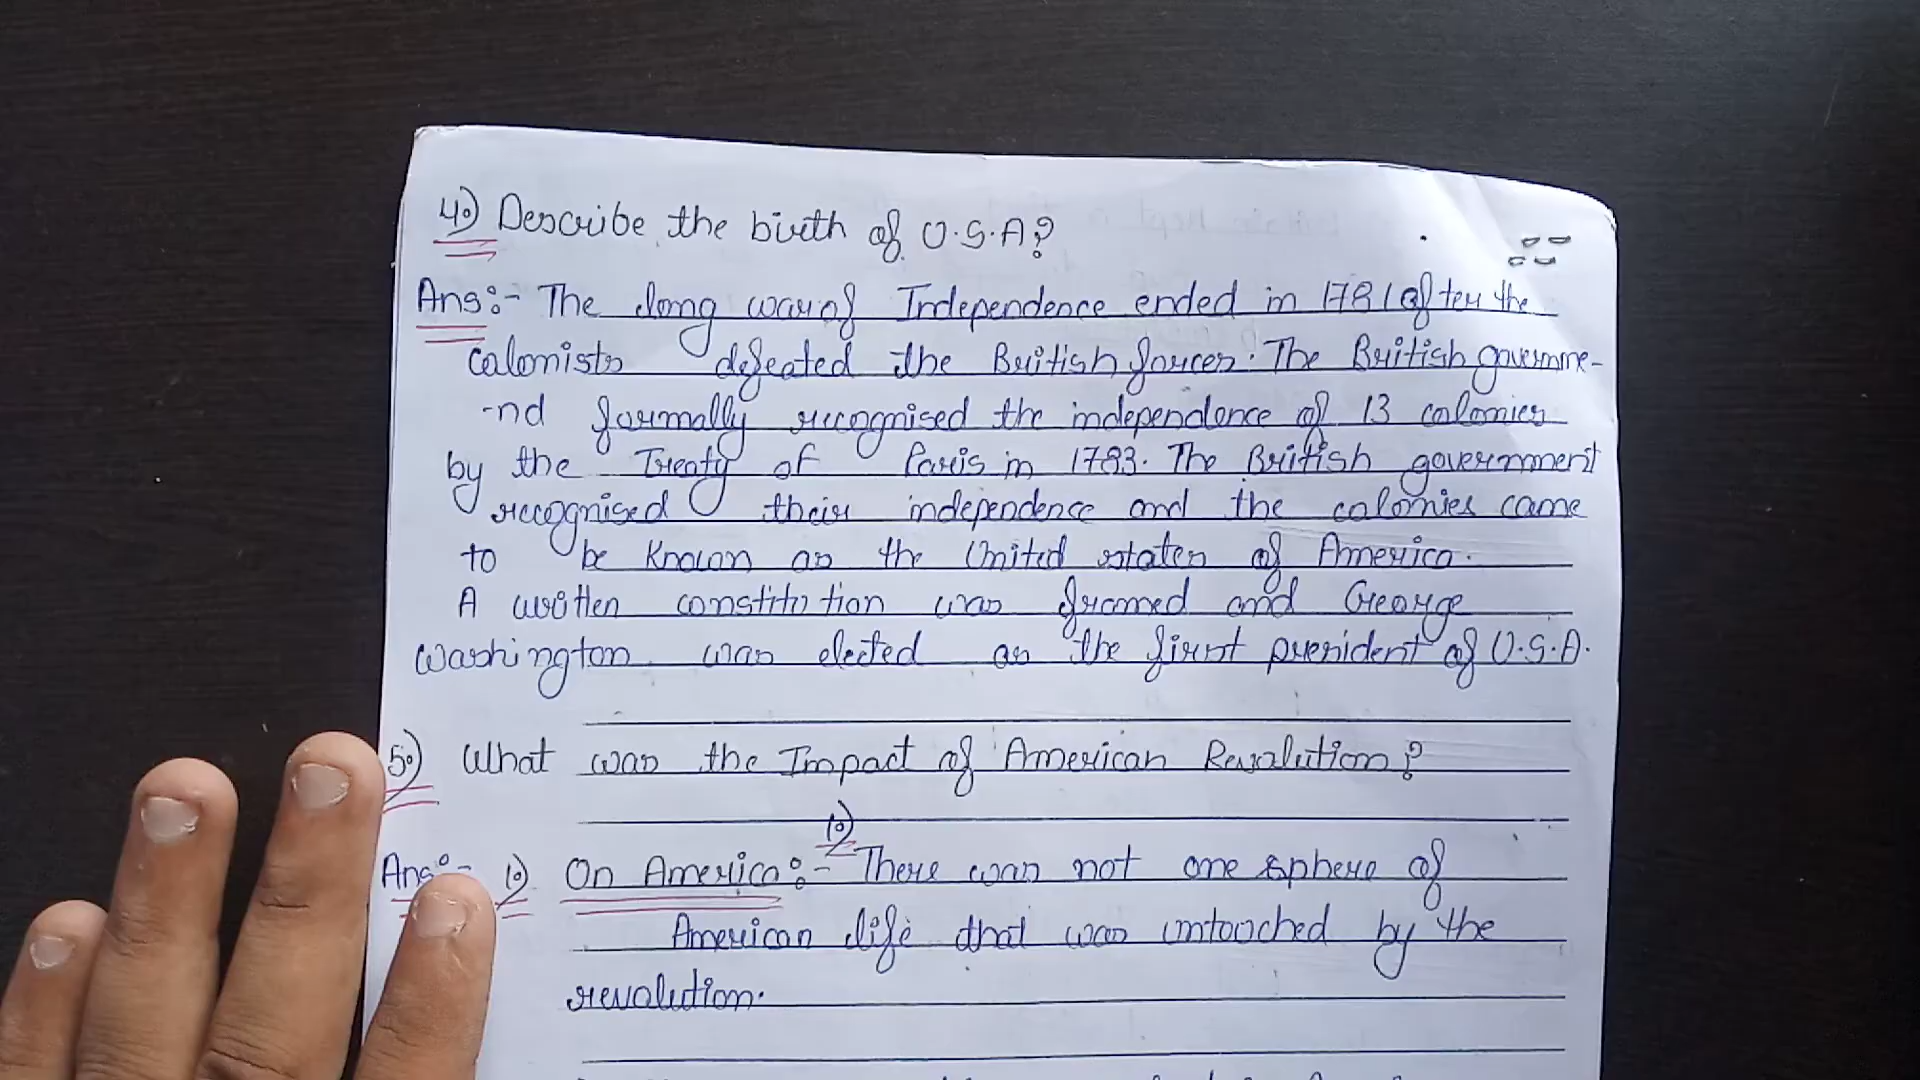 4) Describe the birth of U.S.A?
Ans:- The long war of Independence ended in 1781 after the
colonists defeated the British forces. The British governme-
-nd formally recognised the independence of 13 colonies
by the Treaty of Paris in 1783. The British government
recognised their independence and the colonies came
to be known as the United states of America.
A written constitution was framed and George
Washington was elected as the first president of U.S.A.
5) What was the Impact of American Revolution?
Ans:- 1) On America:- 1) There was not one sphere of
American life that was untouched by the
revolution.